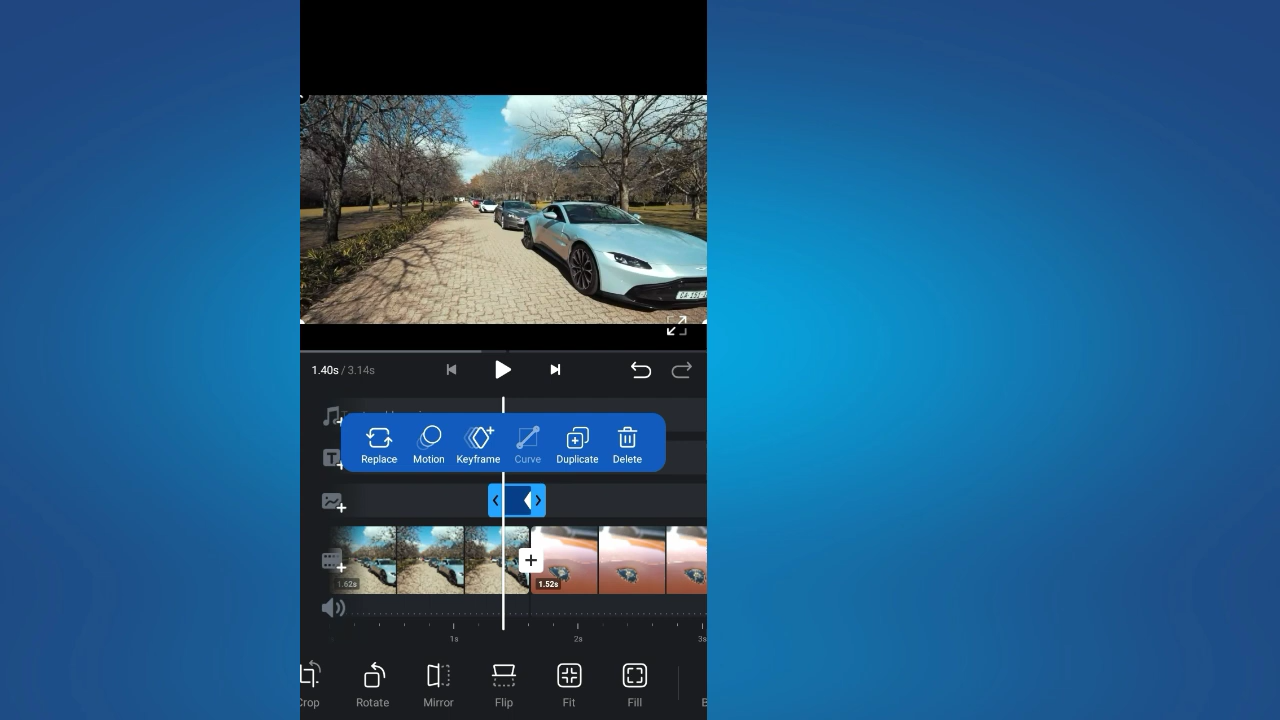 1.40s / 3.14s
Replace Motion Keyframe Curve Duplicate Delete
1.62s
1.52s
1s 2s 3s
Crop Rotate Mirror Flip Fit Fill